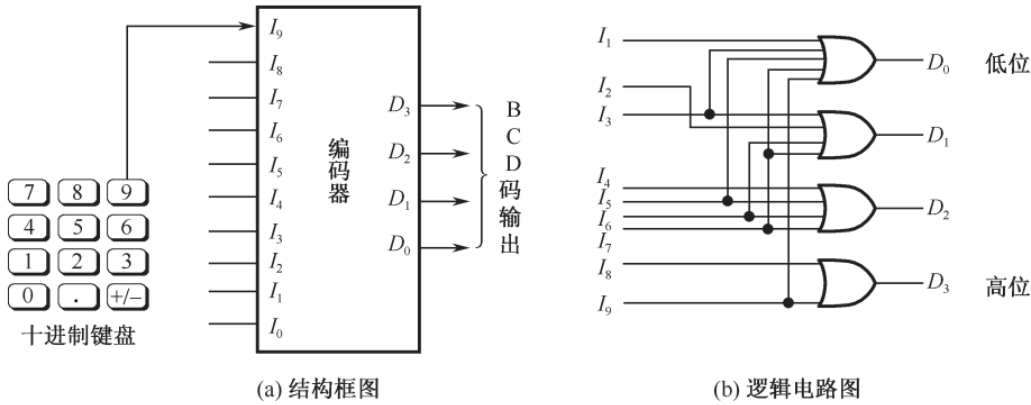 I₉
I₈
I₇
I₆
I₅
I₄
I₃
I₂
I₁
I₀
编码器
D₃
D₂
D₁
D₀
BCD码输出
7 8 9
4 5 6
1 2 3
0 . +/−
十进制键盘
(a) 结构框图
I₁
I₂
I₃
I₄
I₅
I₆
I₇
I₈
I₉
D₀ 低位
D₁
D₂
D₃ 高位
(b) 逻辑电路图